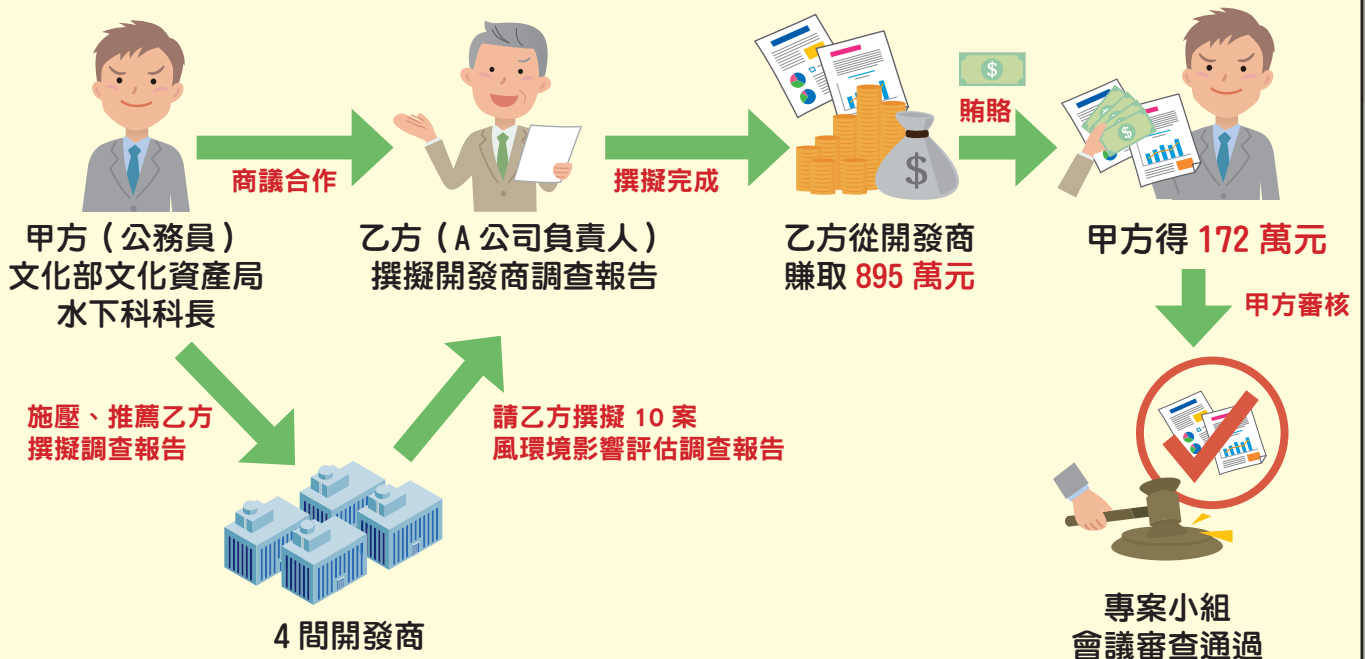 商議合作
撰擬完成
賄賂
甲方（公務員）
文化部文化資產局
水下科科長
乙方（A 公司負責人）
撰擬開發商調查報告
乙方從開發商
賺取 895 萬元
甲方得 172 萬元
甲方審核
施壓、推薦乙方
撰擬調查報告
請乙方撰擬 10 案
風環境影響評估調查報告
4 間開發商
專案小組
會議審查通過